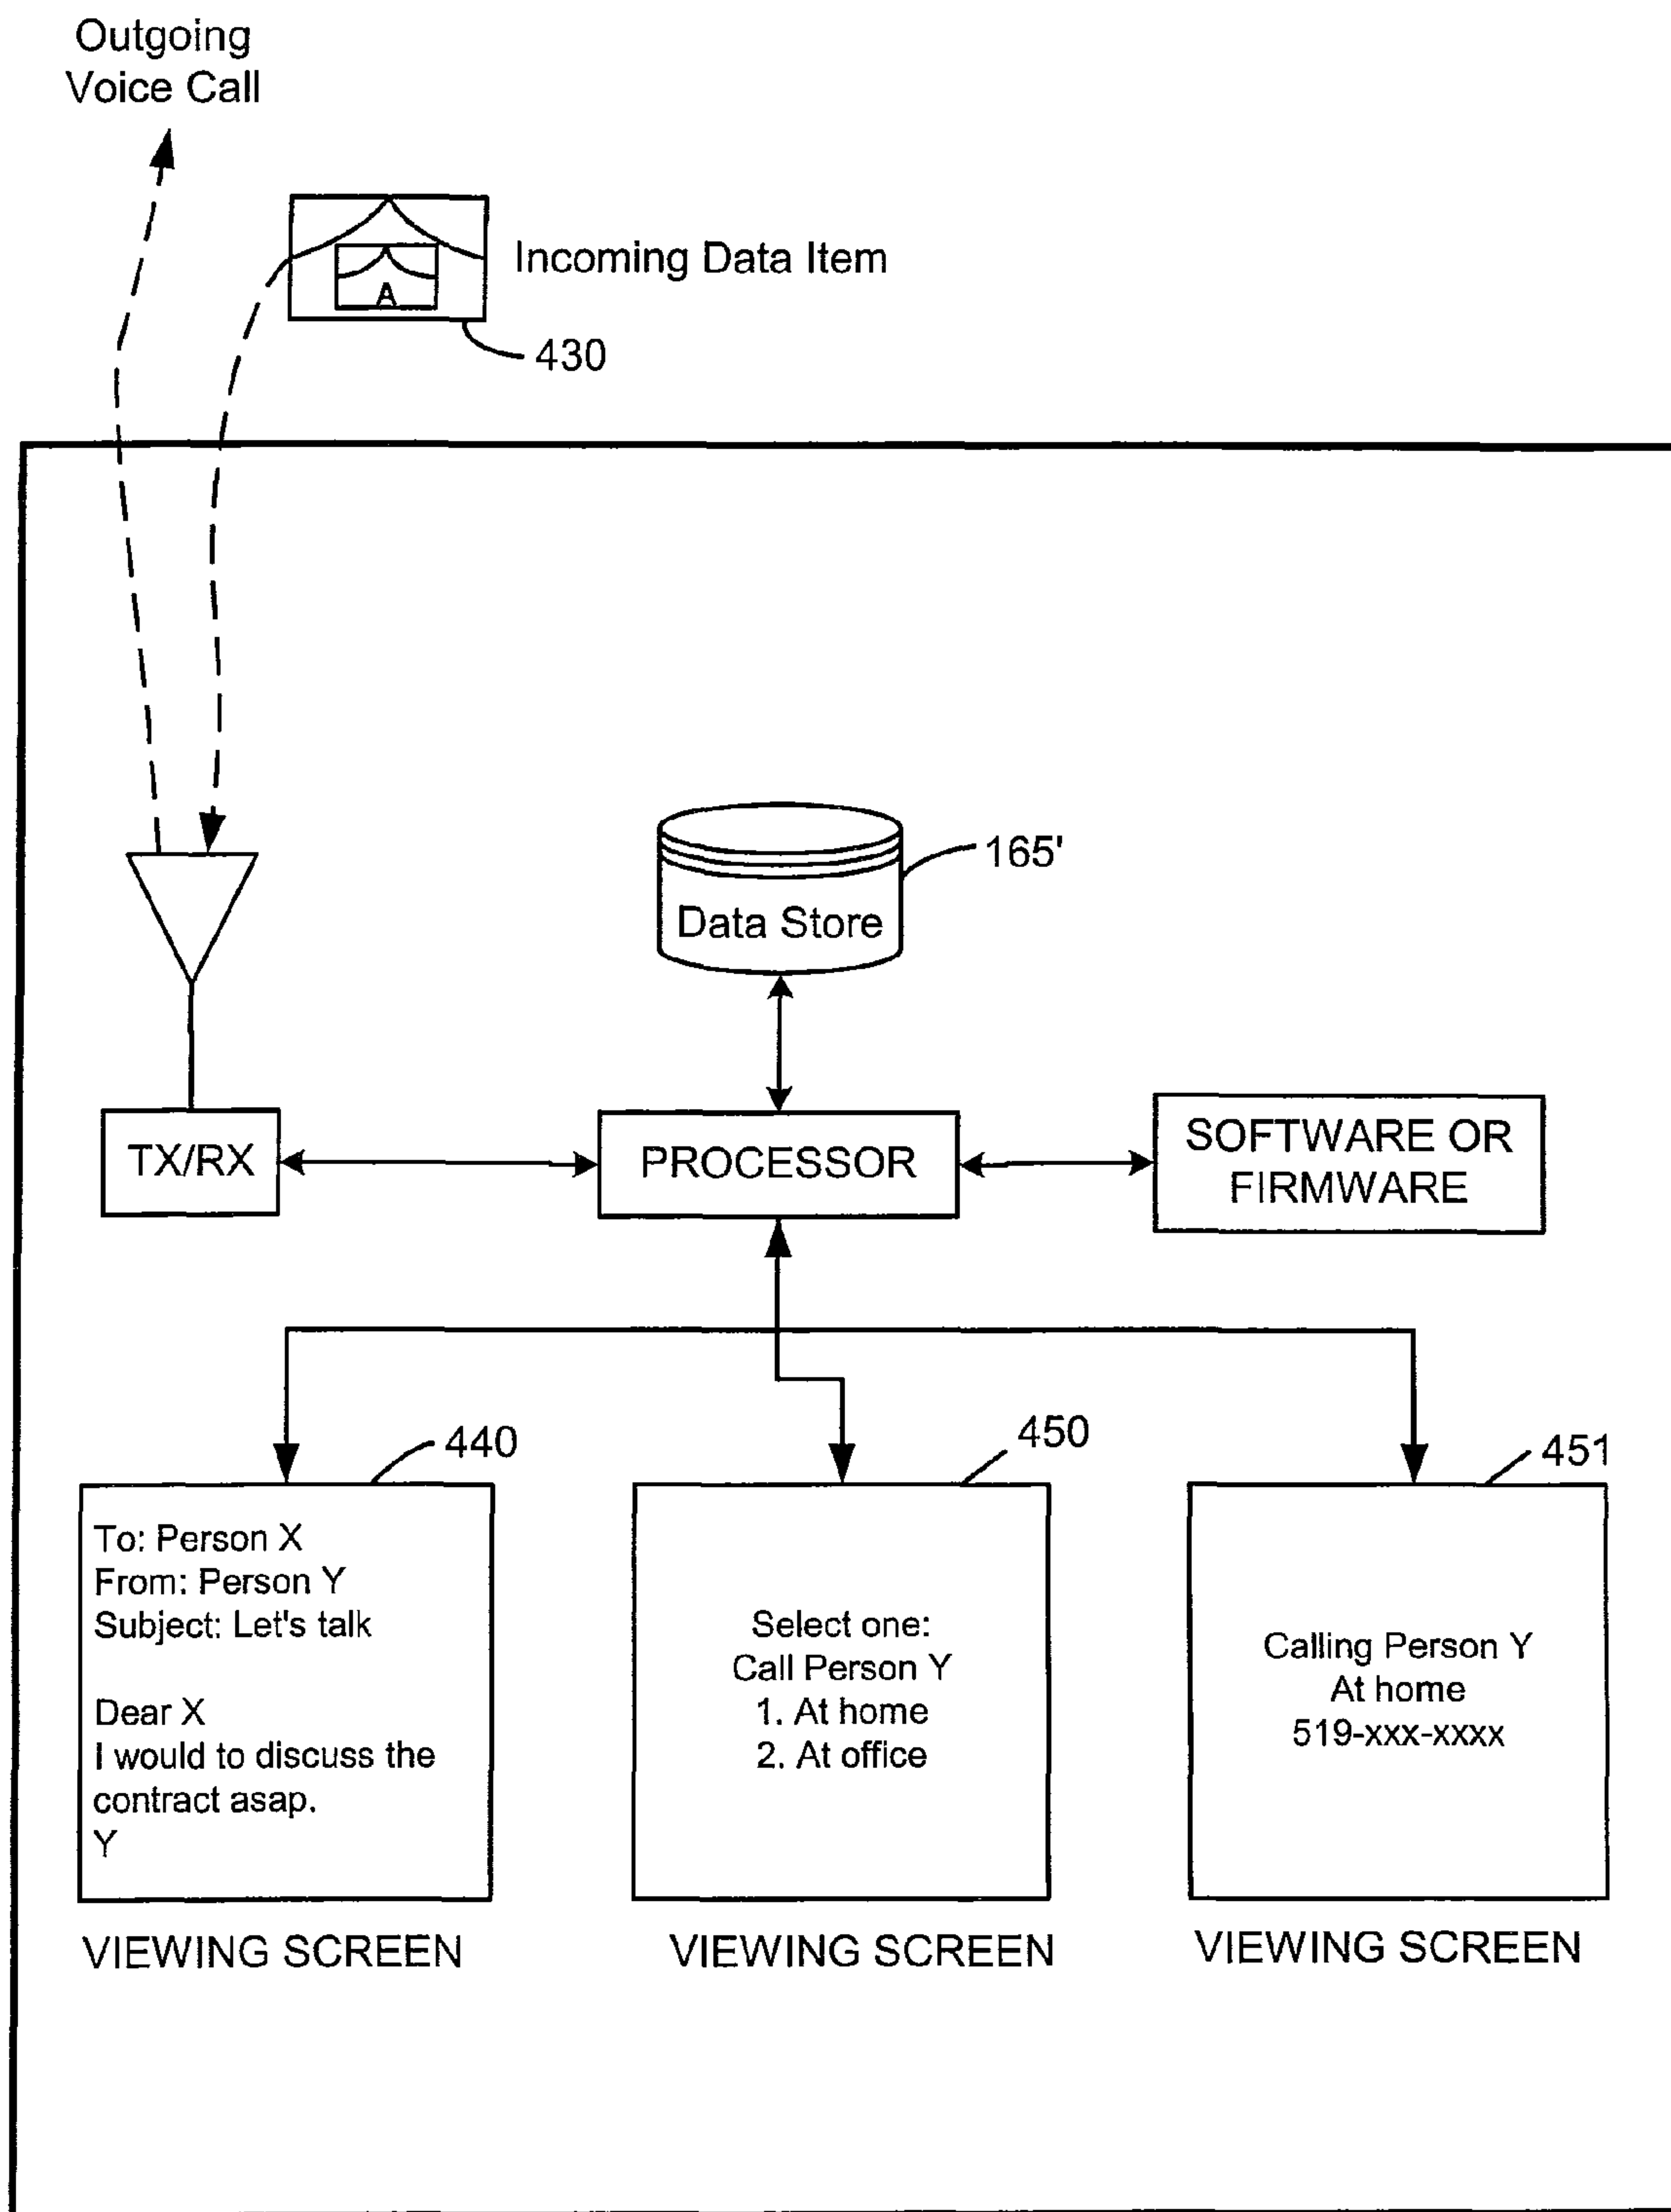 Outgoing
Voice Call
Incoming Data Item
A
430
165'
Data Store
TX/RX
PROCESSOR
SOFTWARE OR
FIRMWARE
440
450
451
To: Person X
From: Person Y
Subject: Let's talk
Dear X
I would to discuss the
contract asap.
Y
Select one:
Call Person Y
1. At home
2. At office
Calling Person Y
At home
519-xxx-xxxx
VIEWING SCREEN
VIEWING SCREEN
VIEWING SCREEN